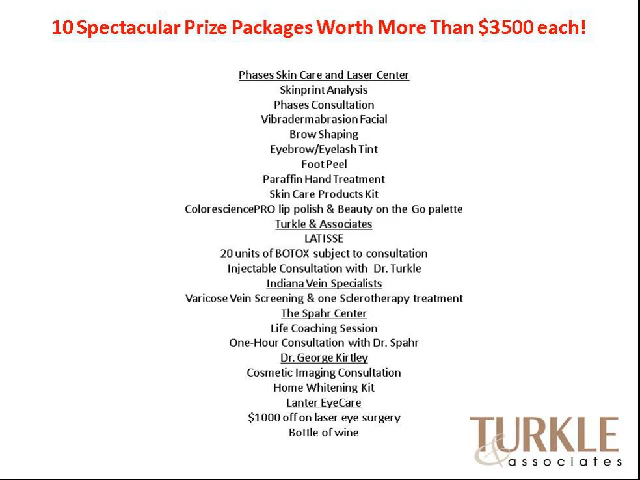 10 Spectacular Prize Packages Worth More Than $3500 each!
Phases Skin Care and Laser Center
Skinprint Analysis
Phases Consultation
Vibradermabrasion Facial
Brow Shaping
Eyebrow/Eyelash Tint
Foot Peel
Paraffin Hand Treatment
Skin Care Products Kit
ColoresciencePRO lip polish & Beauty on the Go palette
Turkle & Associates
LATISSE
20 units of BOTOX subject to consultation
Injectable Consultation with Dr. Turkle
Indiana Vein Specialists
Varicose Vein Screening & one Sclerotherapy treatment
The Spahr Center
Life Coaching Session
One-Hour Consultation with Dr. Spahr
Dr. George Kirtley
Cosmetic Imaging Consultation
Home Whitening Kit
Lanter EyeCare
$1000 off on laser eye surgery
Bottle of wine
TURKLE
& associates